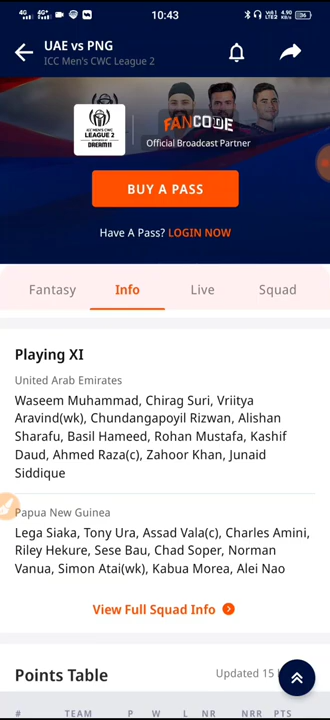 10:43
UAE vs PNG
ICC Men's CWC League 2
ICC MEN'S CWC
LEAGUE 2
DREAM11
FANCODE
Official Broadcast Partner
BUY A PASS
Have A Pass? LOGIN NOW
Fantasy Info Live Squad
Playing XI
United Arab Emirates
Waseem Muhammad, Chirag Suri, Vriitya
Aravind(wk), Chundangapoyil Rizwan, Alishan
Sharafu, Basil Hameed, Rohan Mustafa, Kashif
Daud, Ahmed Raza(c), Zahoor Khan, Junaid
Siddique
Papua New Guinea
Lega Siaka, Tony Ura, Assad Vala(c), Charles Amini,
Riley Hekure, Sese Bau, Chad Soper, Norman
Vanua, Simon Atai(wk), Kabua Morea, Alei Nao
View Full Squad Info
Points Table Updated 15
# TEAM P W L NR NRR PTS